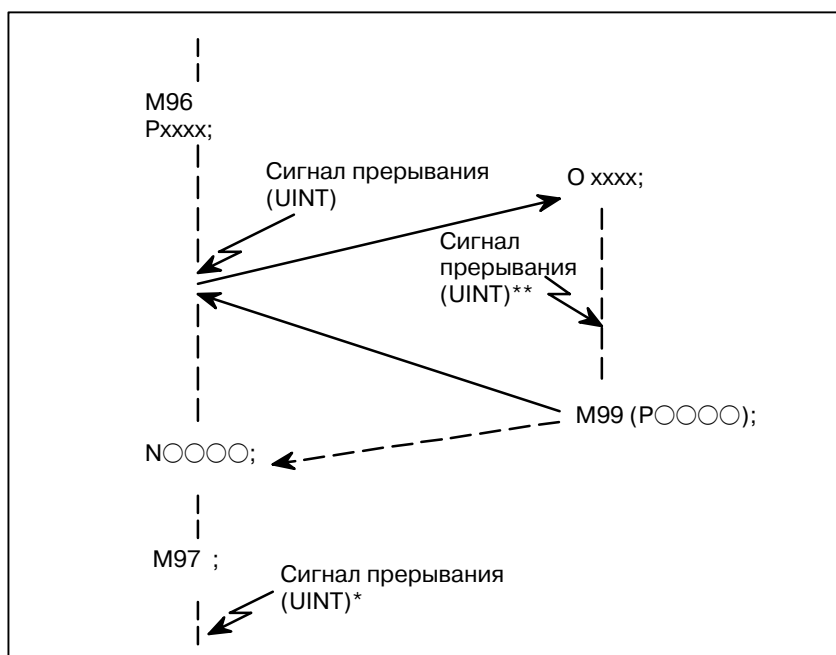 M96
Pxxxx;
Сигнал прерывания
(UINT)
O xxxx;
Сигнал
прерывания
(UINT)**
M99 (P○○○○);
N○○○○;
M97 ;
Сигнал прерывания
(UINT)*